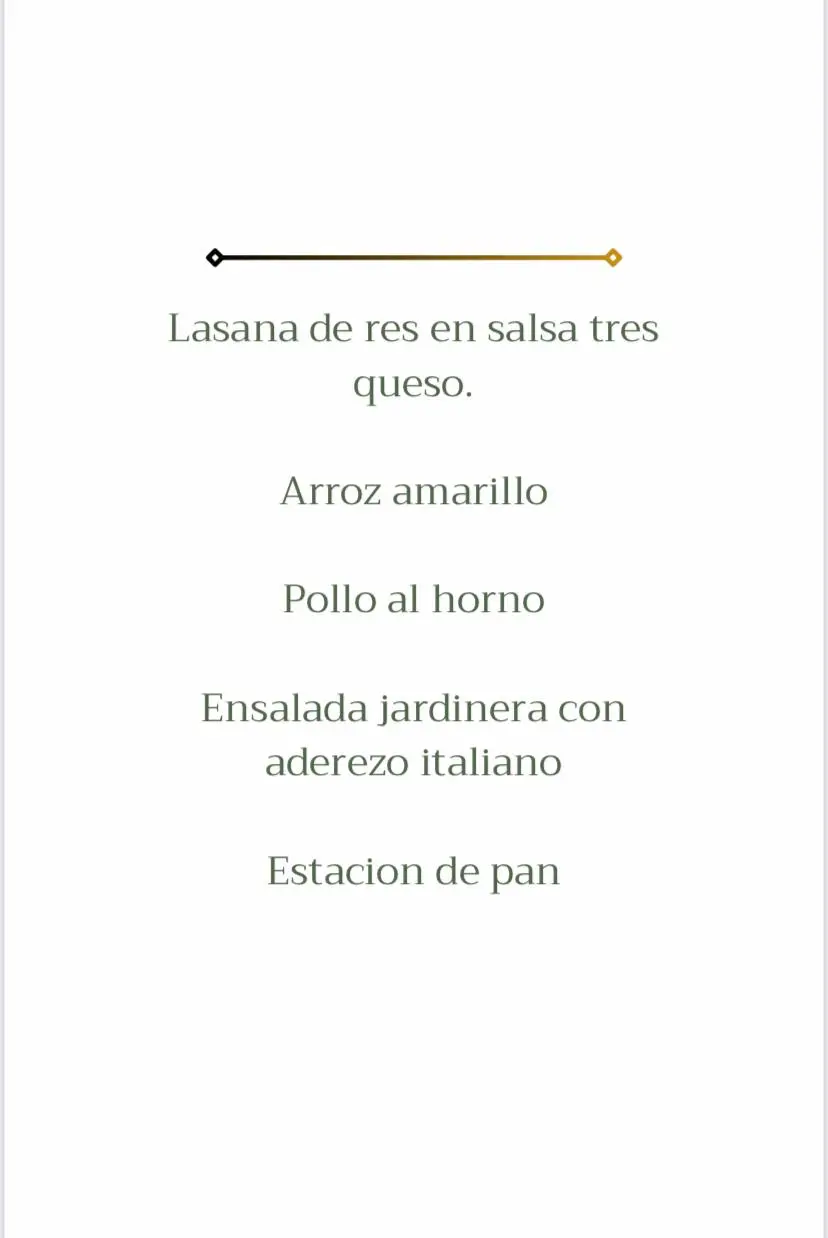 Lasana de res en salsa tres
queso.
Arroz amarillo
Pollo al horno
Ensalada jardinera con
aderezo italiano
Estacion de pan